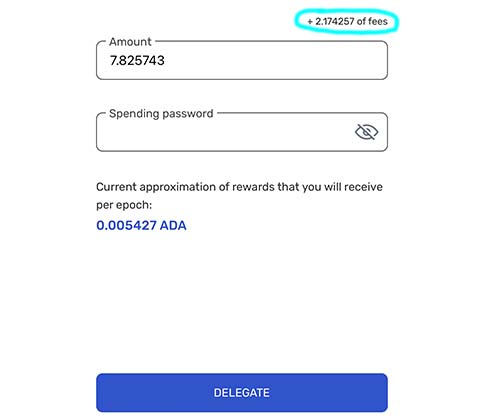 + 2.174257 of fees
Amount
7.825743
Spending password
Current approximation of rewards that you will receive
per epoch:
0.005427 ADA
DELEGATE